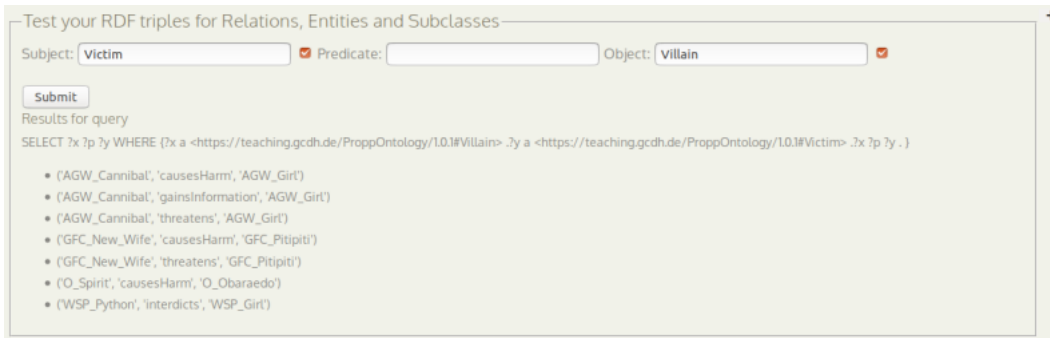 Test your RDF triples for Relations, Entities and Subclasses
Subject: Victim Predicate: Object: Villain
Submit
Results for query
SELECT ?x ?p ?y WHERE {?x a <https://teaching.gcdh.de/ProppOntology/1.0.1#Villain> .?y a <https://teaching.gcdh.de/ProppOntology/1.0.1#Victim> .?x ?p ?y . }
• ('AGW_Cannibal', 'causesHarm', 'AGW_Girl')
• ('AGW_Cannibal', 'gainsInformation', 'AGW_Girl')
• ('AGW_Cannibal', 'threatens', 'AGW_Girl')
• ('GFC_New_Wife', 'causesHarm', 'GFC_Pitipiti')
• ('GFC_New_Wife', 'threatens', 'GFC_Pitipiti')
• ('O_Spirit', 'causesHarm', 'O_Obaraedo')
• ('WSP_Python', 'interdicts', 'WSP_Girl')